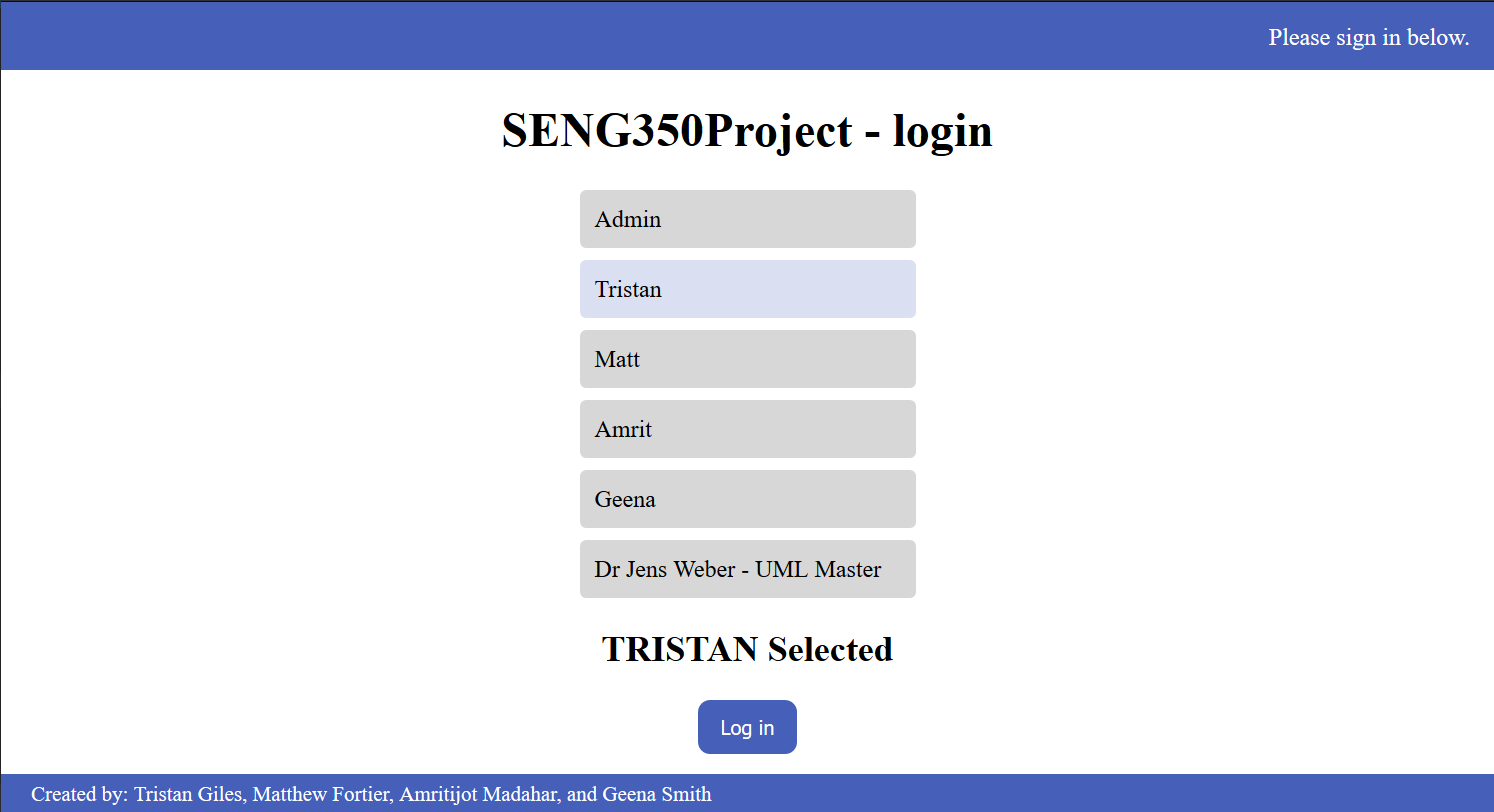 Please sign in below.
SENG350Project - login
Admin
Tristan
Matt
Amrit
Geena
Dr Jens Weber - UML Master
TRISTAN Selected
Log in
Created by: Tristan Giles, Matthew Fortier, Amritijot Madahar, and Geena Smith